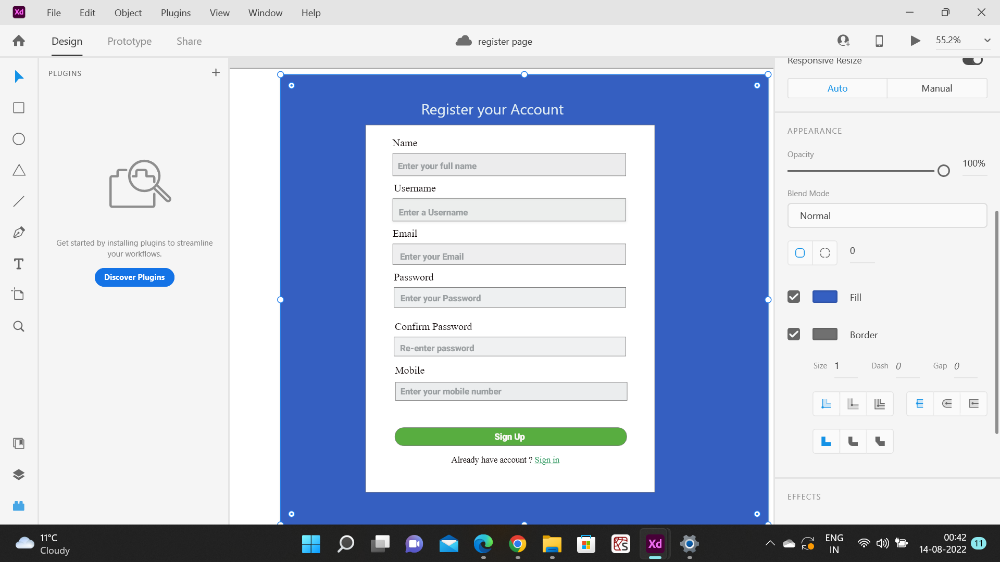 Xd File Edit Object Plugins View Window Help
Design Prototype Share
register page
55.2%
PLUGINS
Get started by installing plugins to streamline
your workflows.
Discover Plugins
Register your Account
Name
Enter your full name
Username
Enter a Username
Email
Enter your Email
Password
Enter your Password
Confirm Password
Re-enter password
Mobile
Enter your mobile number
Sign Up
Already have account ? Sign in
Responsive Resize
Auto Manual
APPEARANCE
Opacity
100%
Blend Mode
Normal
0
Fill
Border
Size 1 Dash 0 Gap 0
EFFECTS
11°C
Cloudy
Xd
ENG
IN
00:42
14-08-2022
11